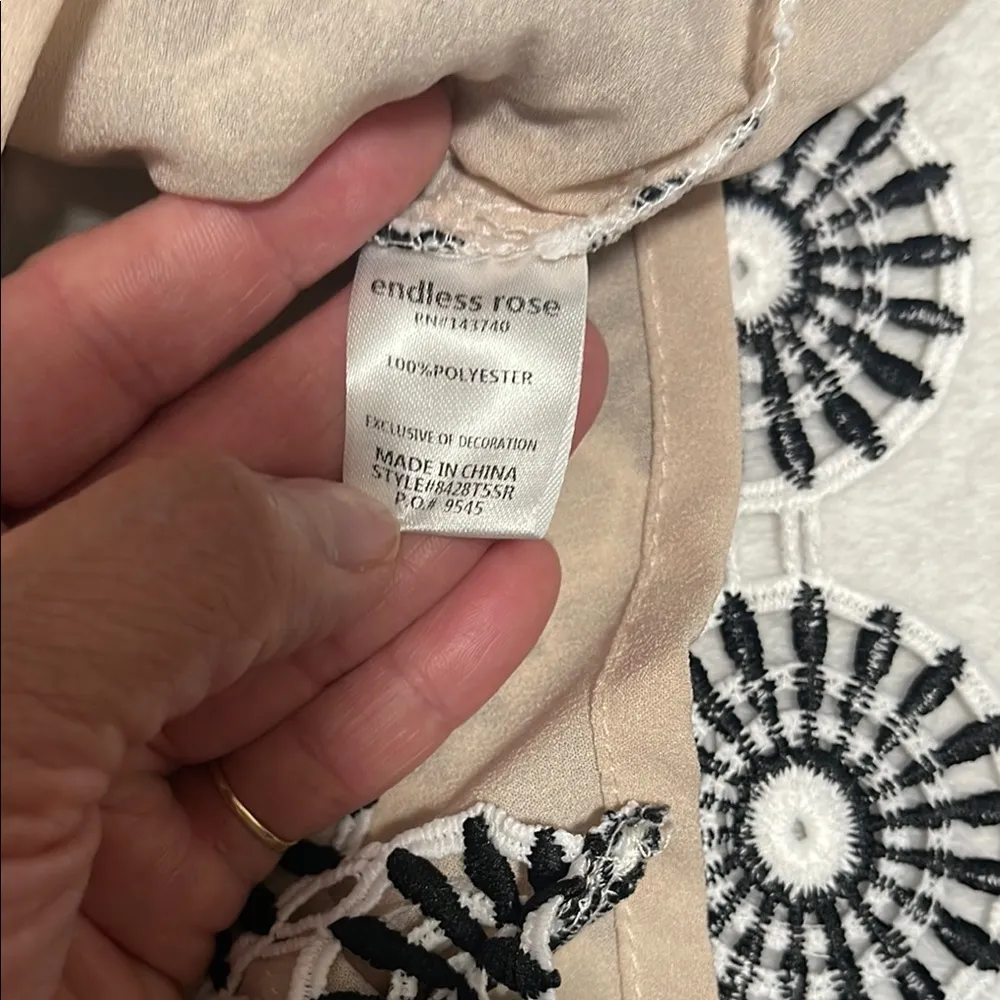 endless rose
RN#143740
100%POLYESTER
EXCLUSIVE OF DECORATION
MADE IN CHINA
STYLE#8428T5SR
P.O.# 9545